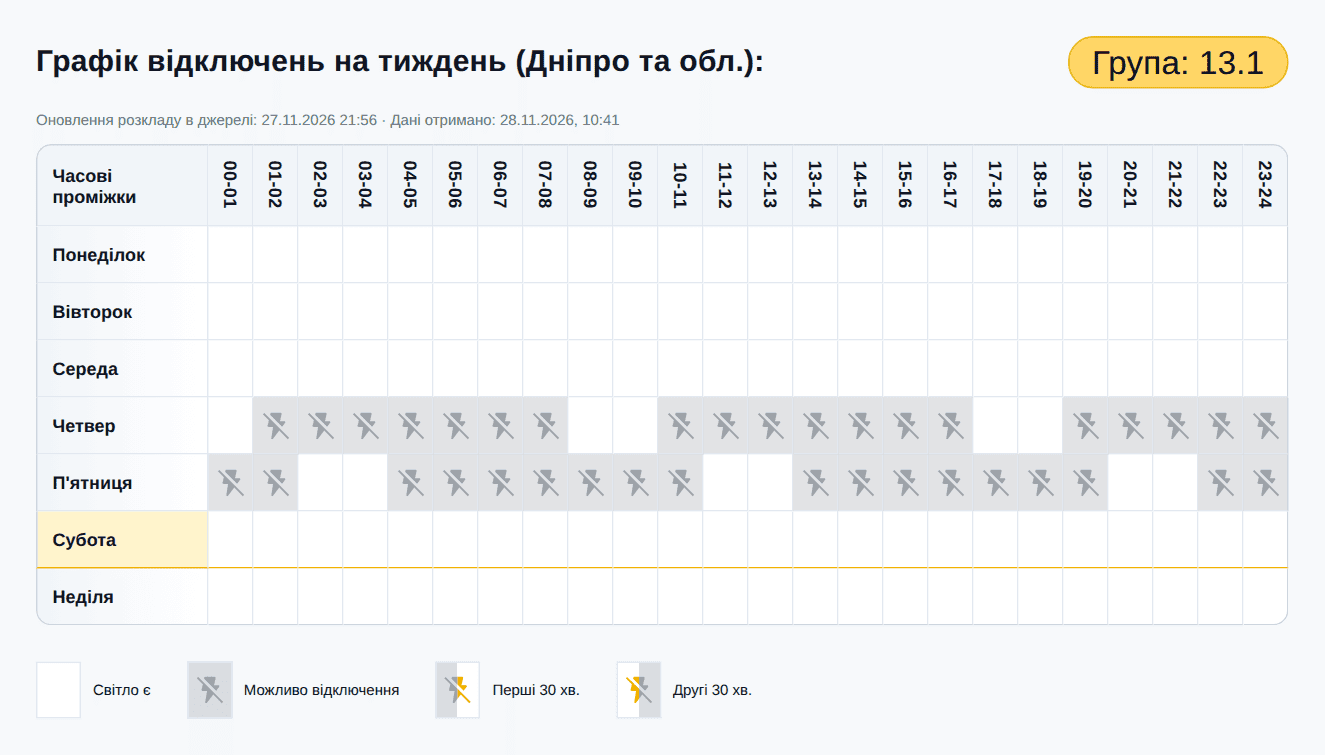 Графік відключень на тиждень (Дніпро та обл.):
Група: 13.1
Оновлення розкладу в джерелі: 27.11.2026 21:56 · Дані отримано: 28.11.2026, 10:41
Часові
проміжки
00-01
01-02
02-03
03-04
04-05
05-06
06-07
07-08
08-09
09-10
10-11
11-12
12-13
13-14
14-15
15-16
16-17
17-18
18-19
19-20
20-21
21-22
22-23
23-24
Понеділок
Вівторок
Середа
Четвер
П'ятниця
Субота
Неділя
Світло є
Можливо відключення
Перші 30 хв.
Другі 30 хв.